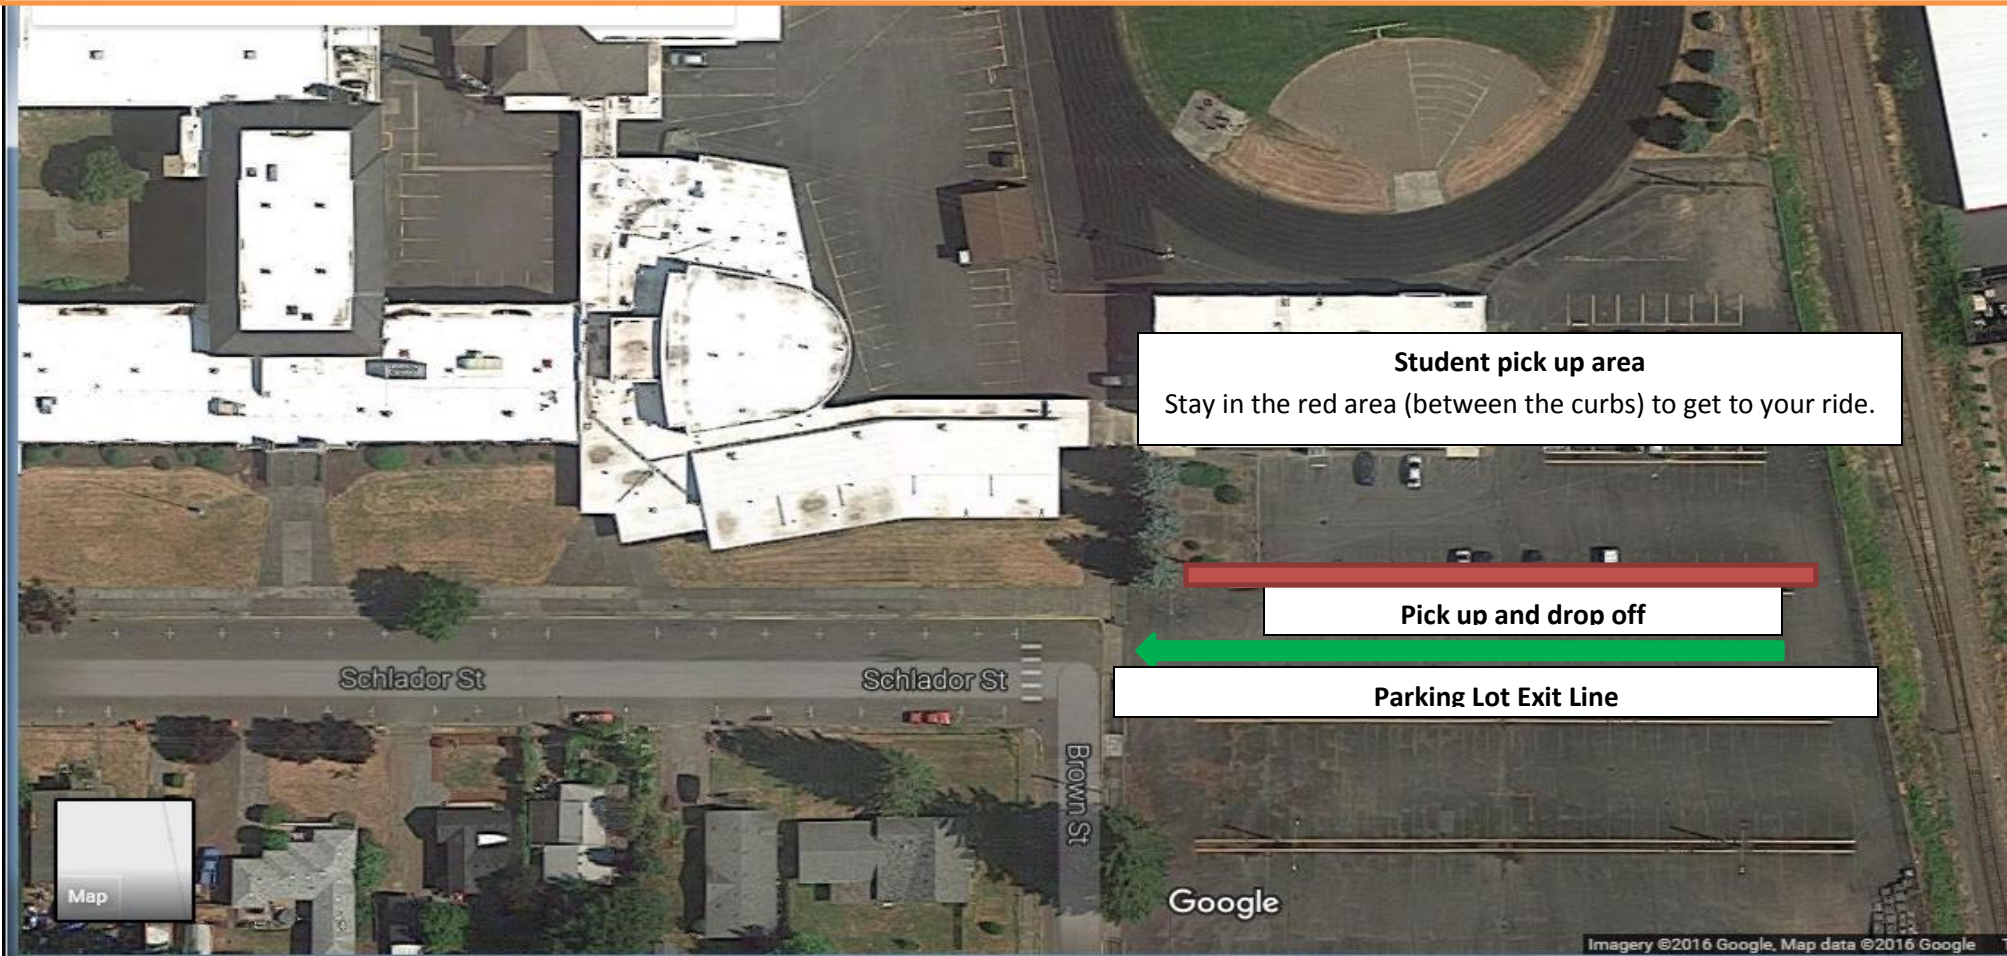 Student pick up area
Stay in the red area (between the curbs) to get to your ride.
Pick up and drop off
Schlador St
Schlador St
Parking Lot Exit Line
Brown St
Map
Google
Imagery ©2016 Google, Map data ©2016 Google